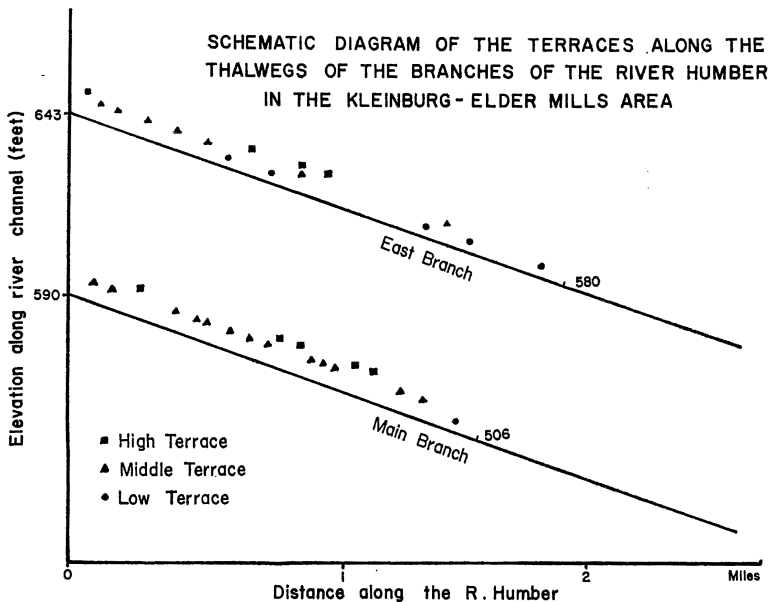 SCHEMATIC DIAGRAM OF THE TERRACES ALONG THE
THALWEGS OF THE BRANCHES OF THE RIVER HUMBER
IN THE KLEINBURG-ELDER MILLS AREA
Elevation along river channel (feet)
643
590
East Branch
580
Main Branch
506
High Terrace
Middle Terrace
Low Terrace
0
1
2
Miles
Distance along the R. Humber